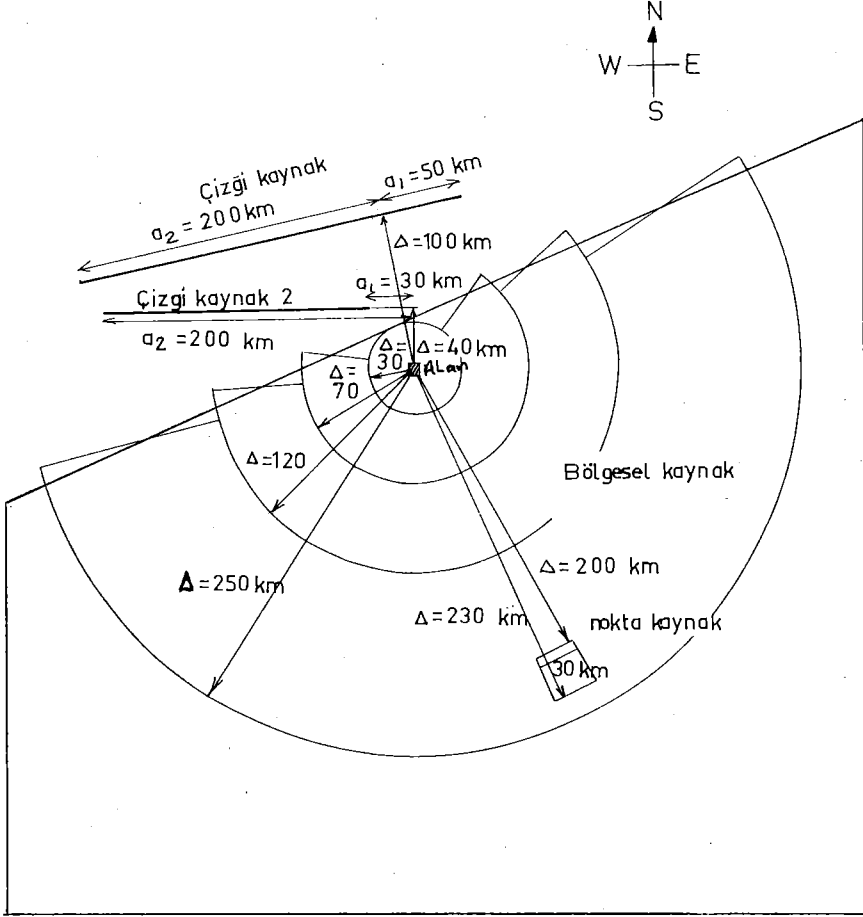 N
W E
S
Çizği kaynak
a₁=50 km
a₂=200 km
Δ=100 km
a₁=30 km
Çizgi kaynak 2
a₂=200 km
Δ=30
Δ=40 km
ALan
Δ=70
Δ=120
Bölgesel kaynak
Δ=250 km
Δ=200 km
Δ=230 km
nokta kaynak
30 km